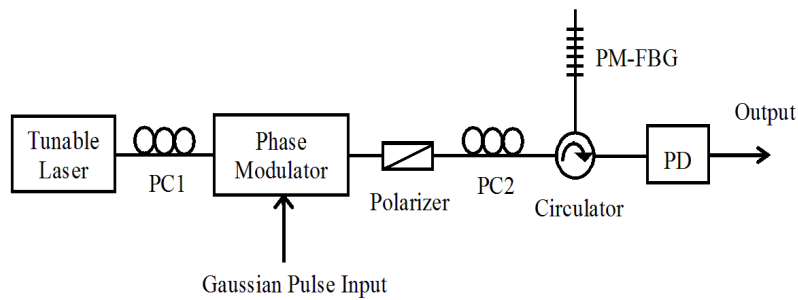 PM-FBG
Output
Tunable
Laser
PC1
Phase
Modulator
Polarizer
PC2
Circulator
PD
Gaussian Pulse Input